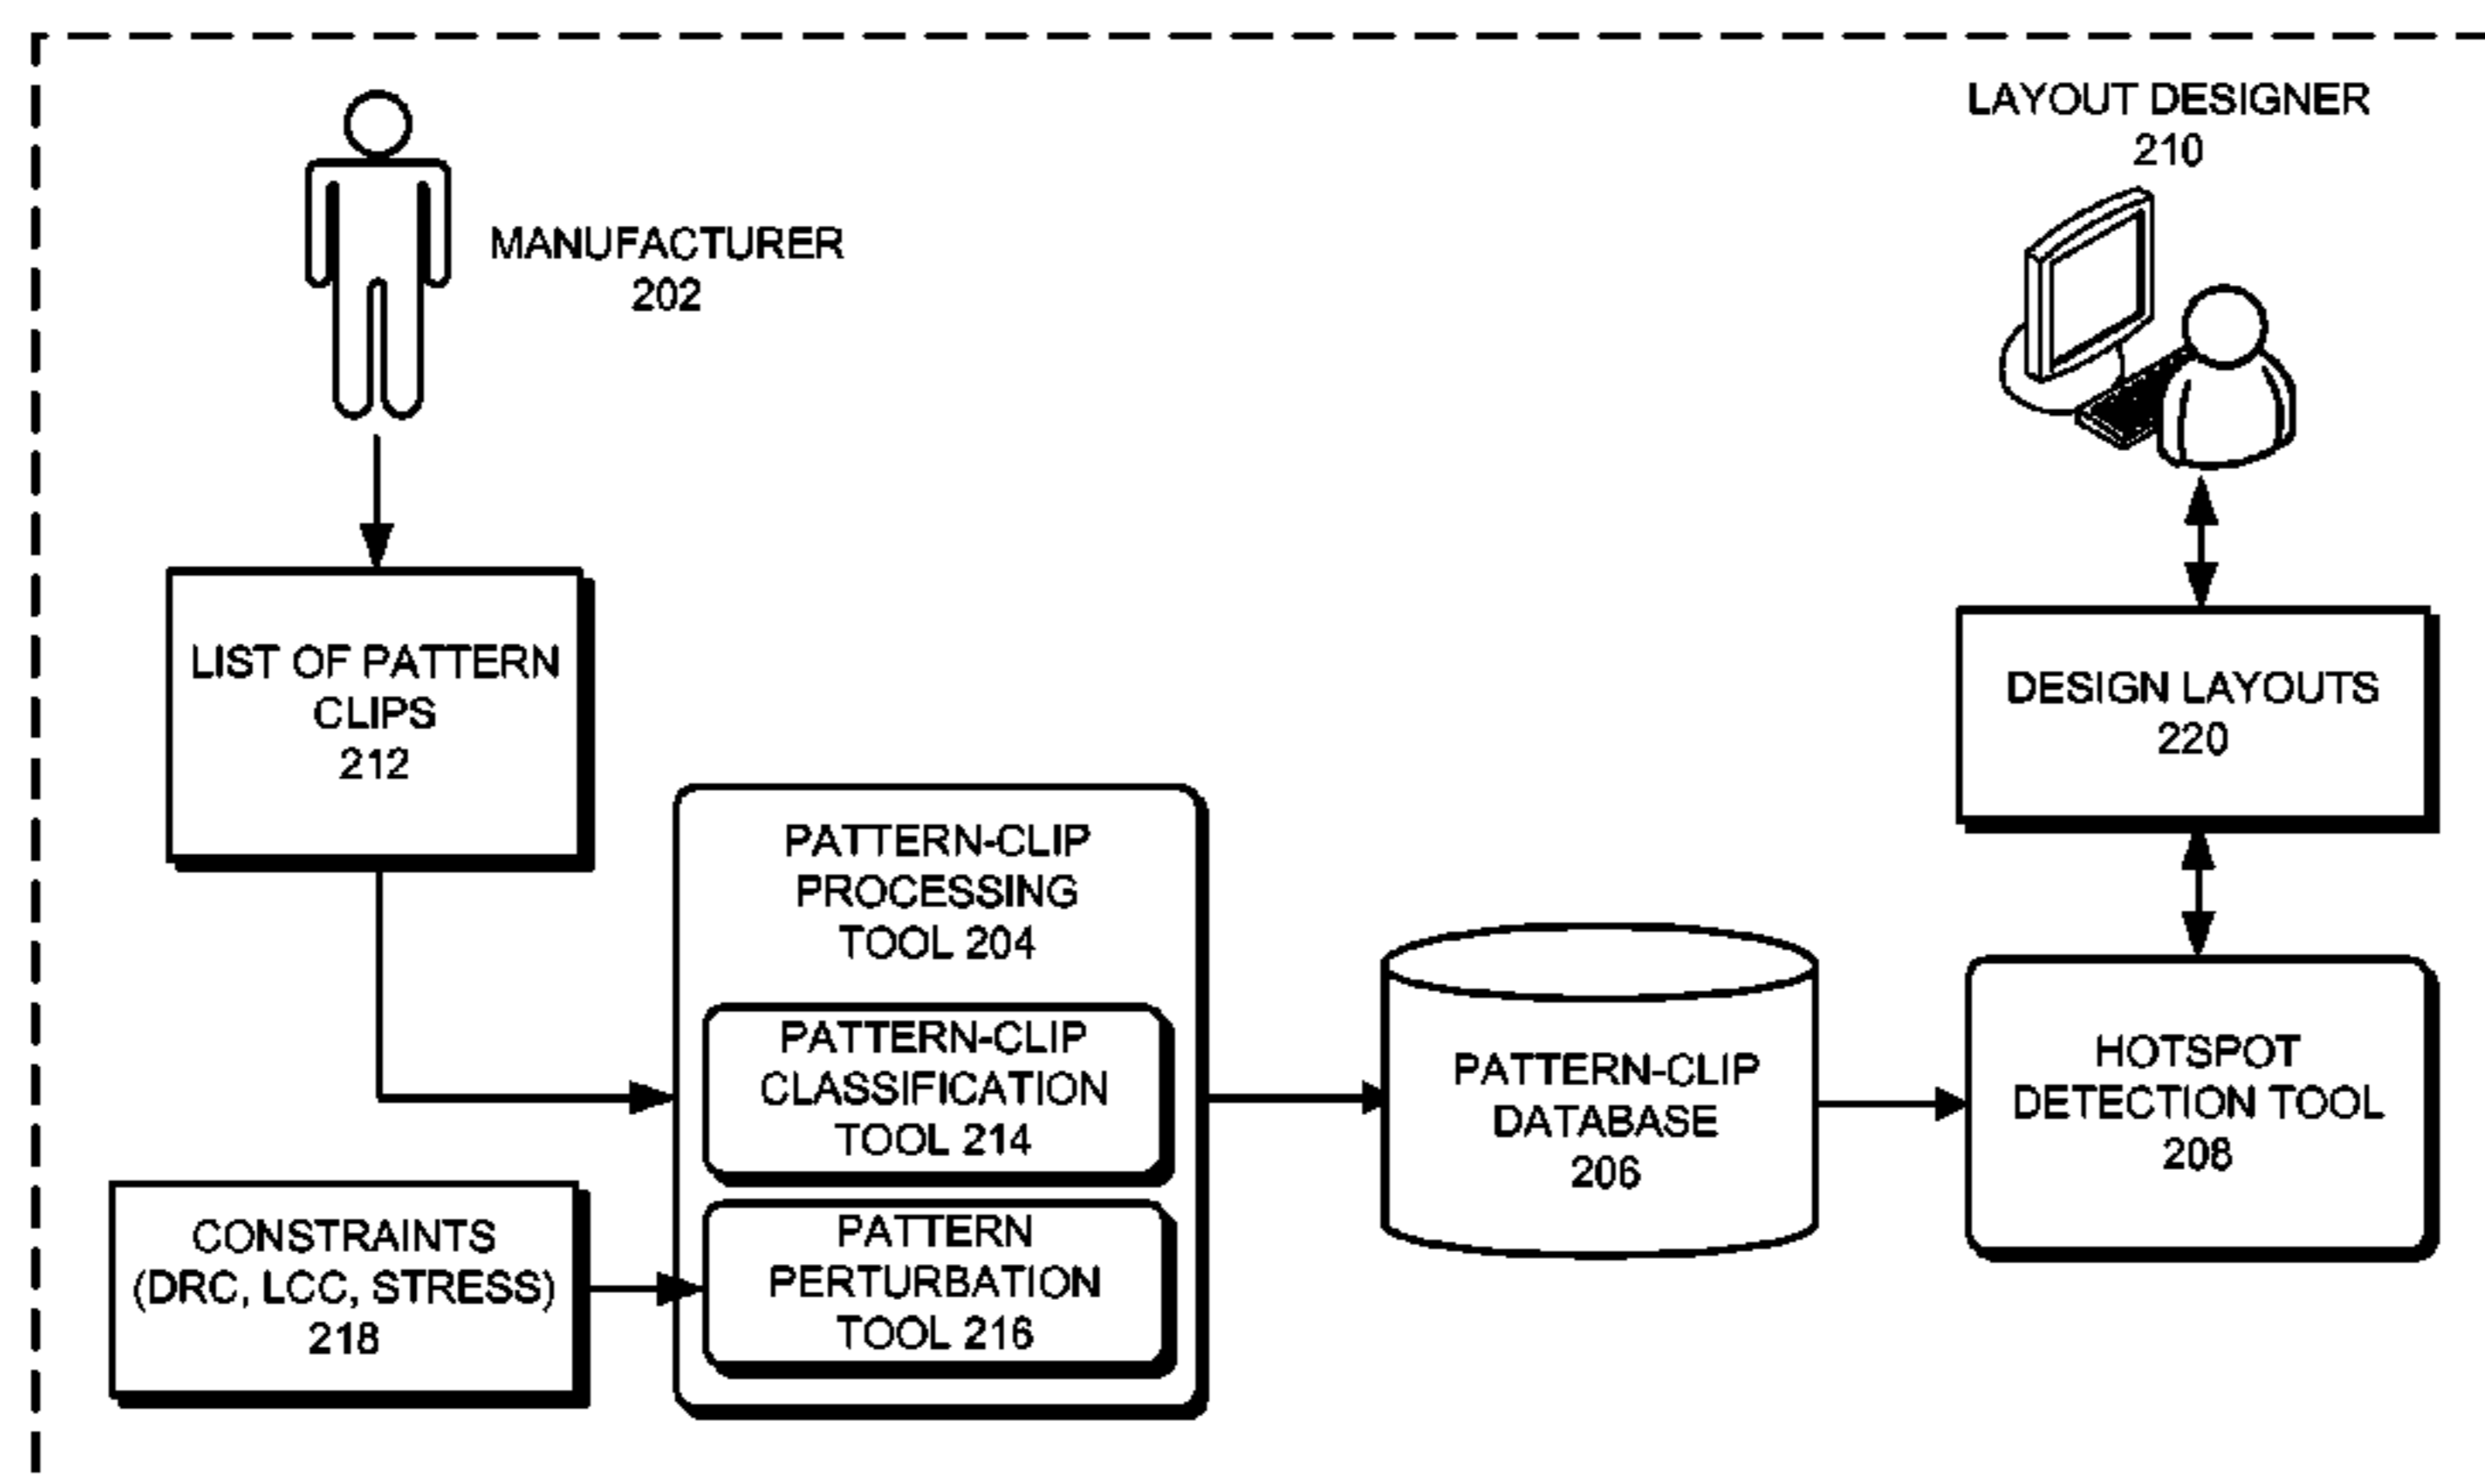 MANUFACTURER
202
LAYOUT DESIGNER
210
LIST OF PATTERN
CLIPS
212
DESIGN LAYOUTS
220
PATTERN-CLIP
PROCESSING
TOOL 204
PATTERN-CLIP
CLASSIFICATION
TOOL 214
PATTERN
PERTURBATION
TOOL 216
CONSTRAINTS
(DRC, LCC, STRESS)
218
PATTERN-CLIP
DATABASE
206
HOTSPOT
DETECTION TOOL
208